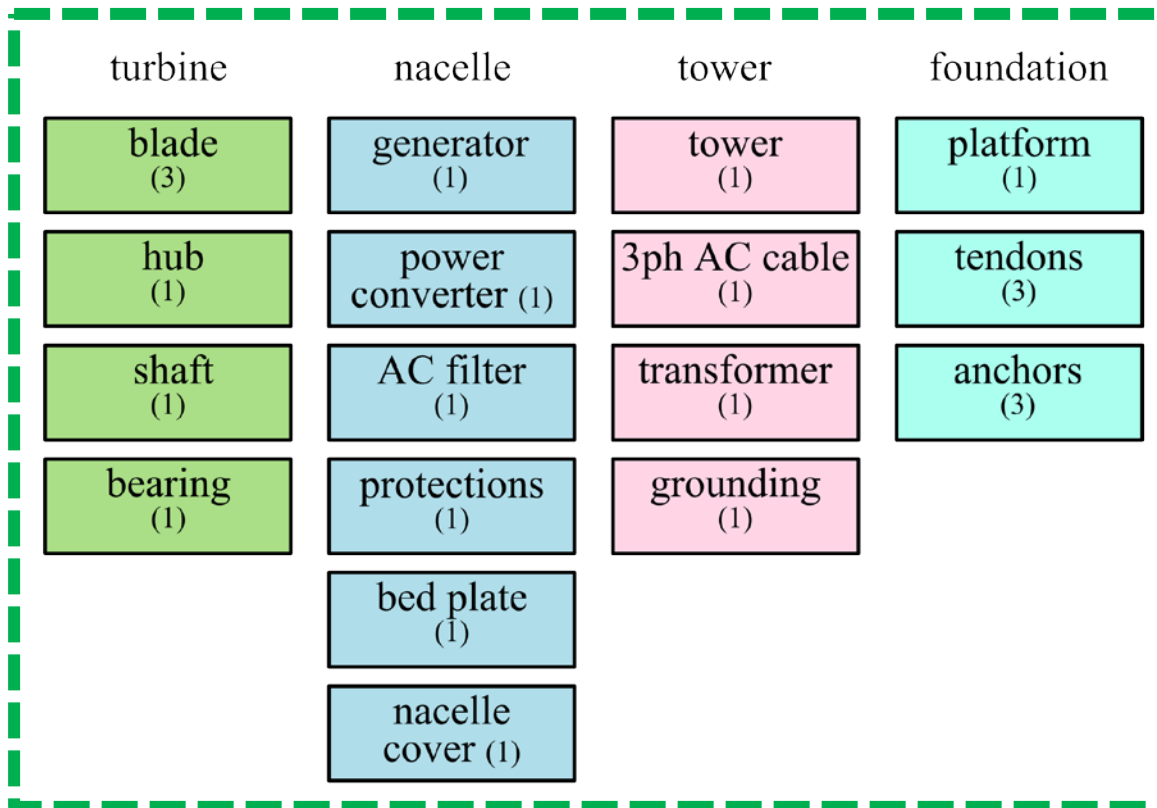 turbine
blade
(3)
hub
(1)
shaft
(1)
bearing
(1)
nacelle
generator
(1)
power
converter (1)
AC filter
(1)
protections
(1)
bed plate
(1)
nacelle
cover (1)
tower
tower
(1)
3ph AC cable
(1)
transformer
(1)
grounding
(1)
foundation
platform
(1)
tendons
(3)
anchors
(3)